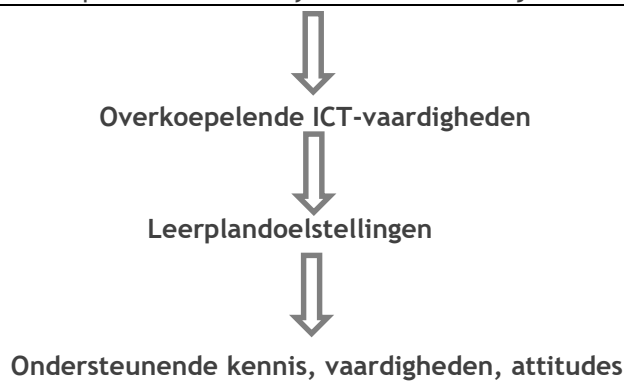 Overkoepelende ICT-vaardigheden
Leerplandoelstellingen
Ondersteunende kennis, vaardigheden, attitudes